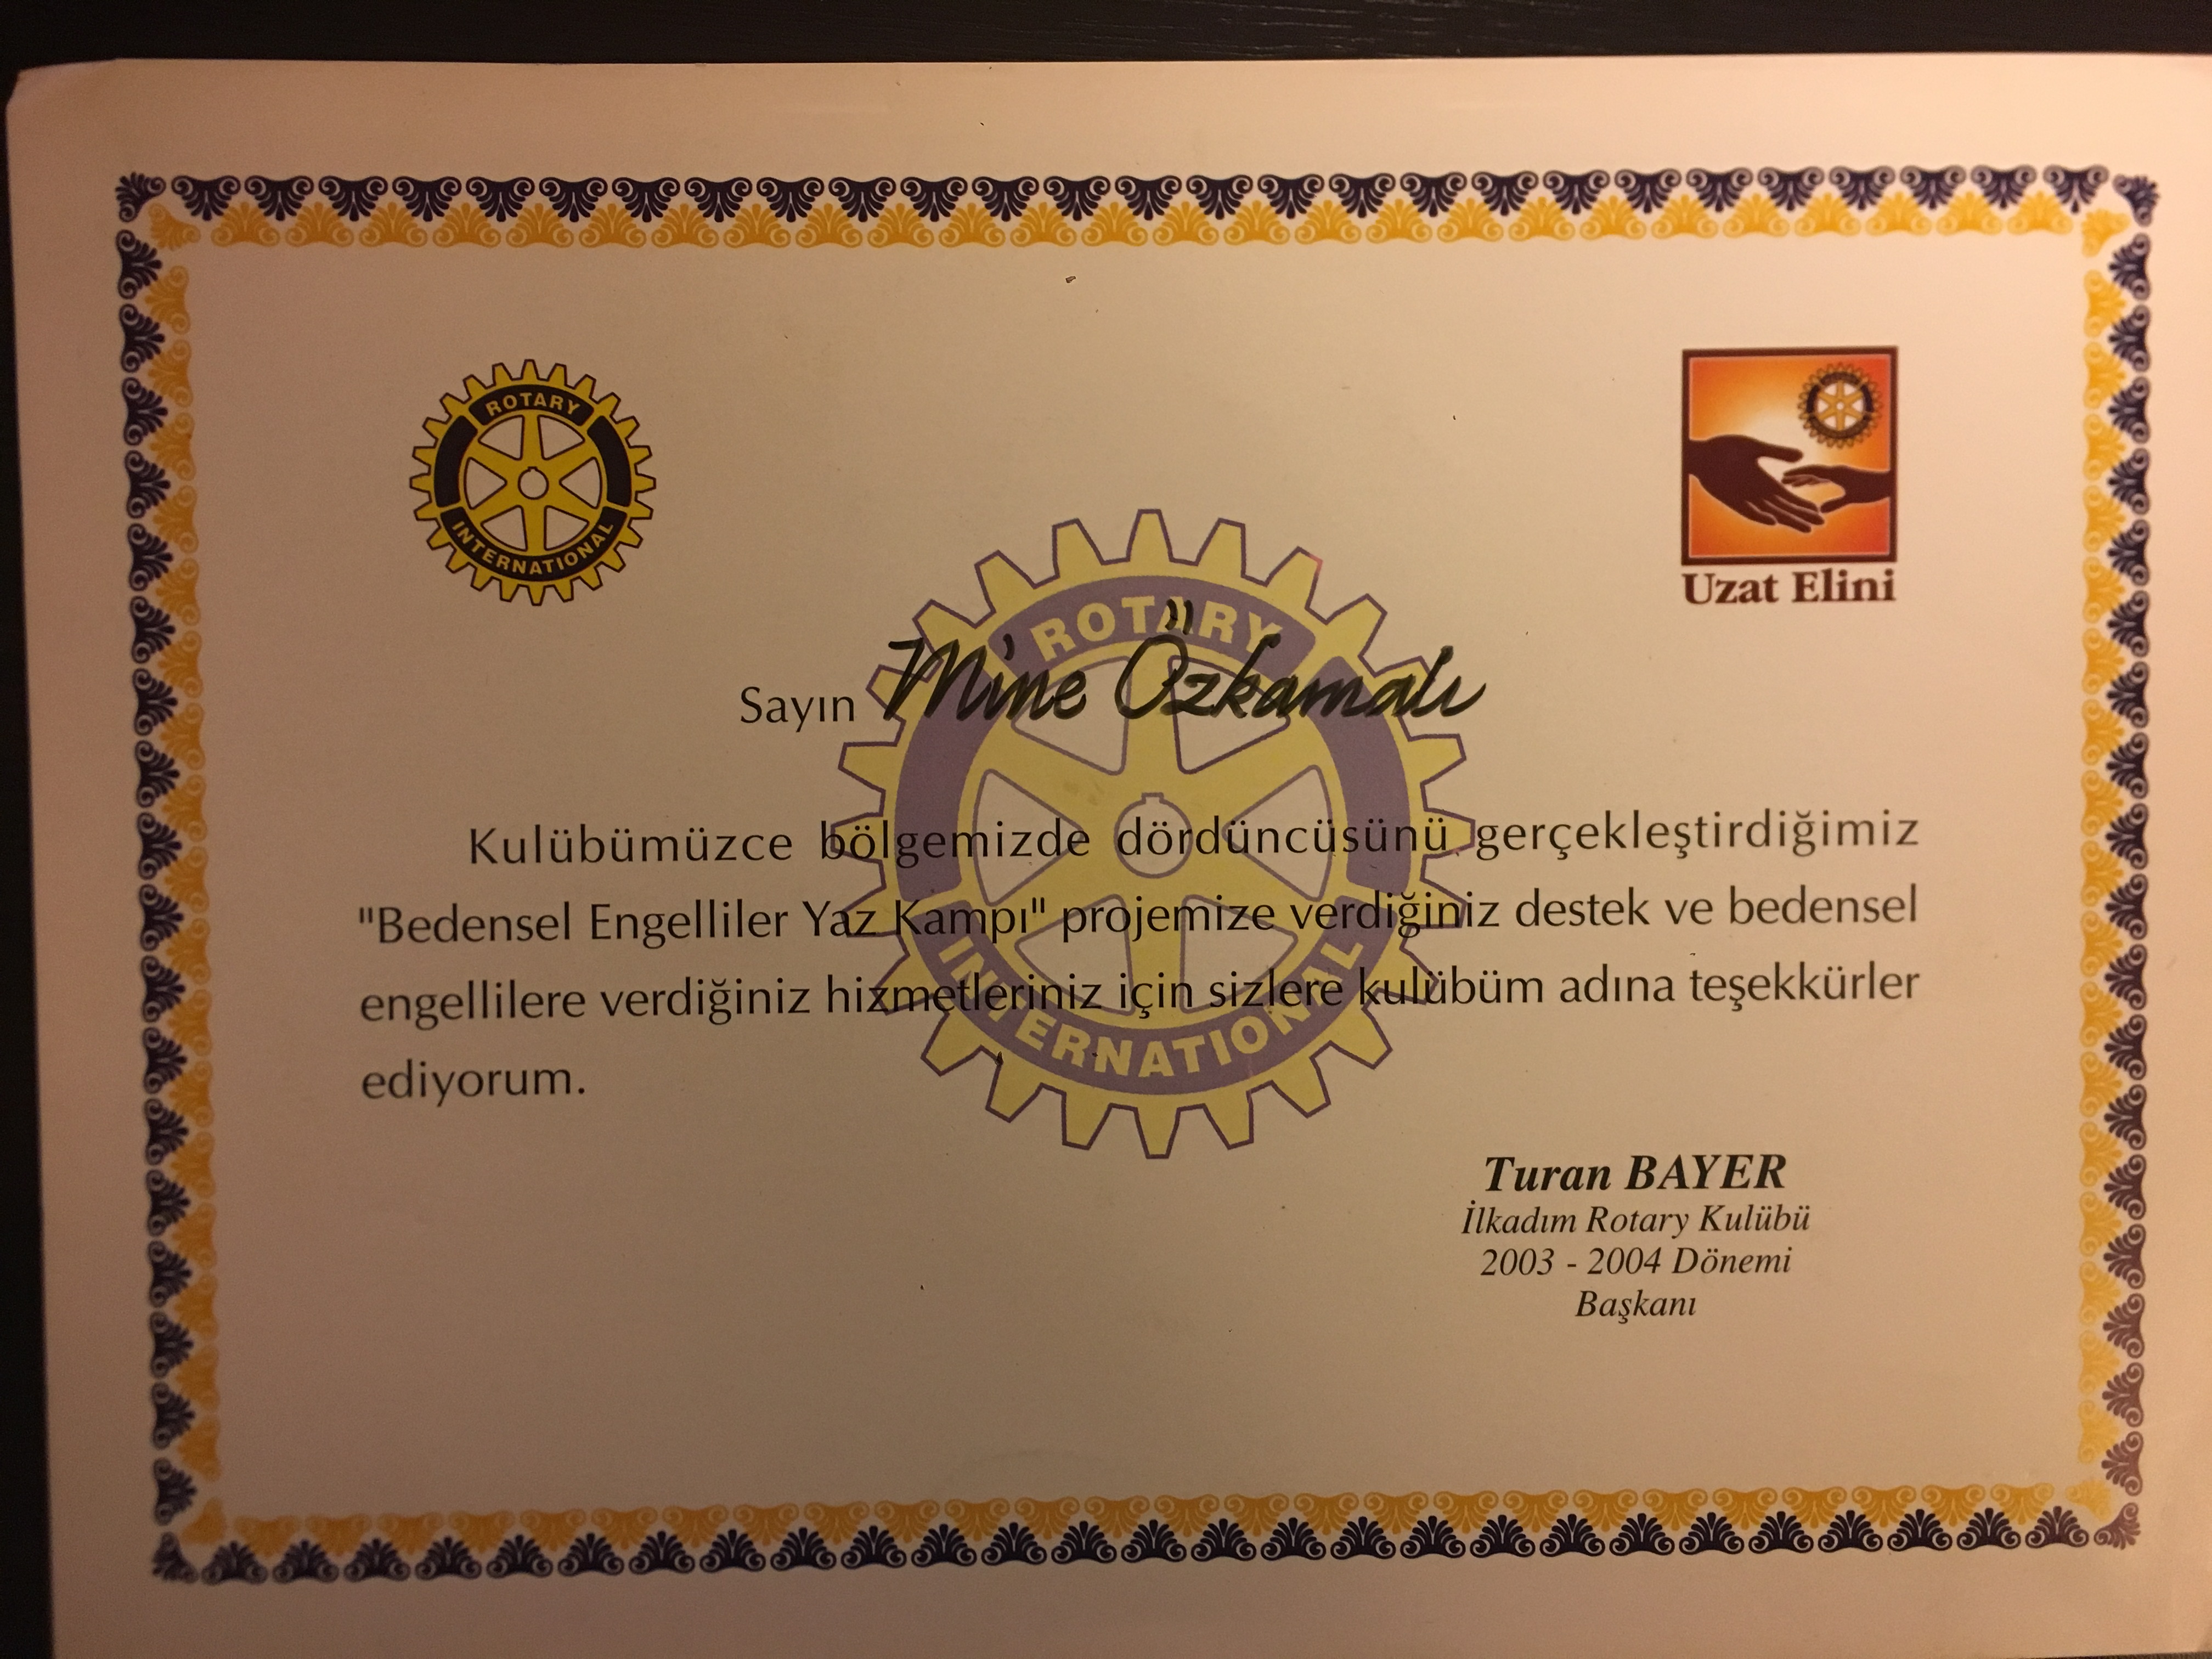 ROTARY
INTERNATIONAL
Uzat Elini
ROTARY
Sayın Mine Özkamalı
Kulübümüzce bölgemizde dördüncüsünü gerçekleştirdiğimiz
"Bedensel Engelliler Yaz Kampı" projemize verdiğiniz destek ve bedensel
engellilere verdiğiniz hizmetleriniz için sizlere kulübüm adına teşekkürler
ediyorum.
INTERNATIONAL
Turan BAYER
İlkadım Rotary Kulübü
2003 - 2004 Dönemi
Başkanı